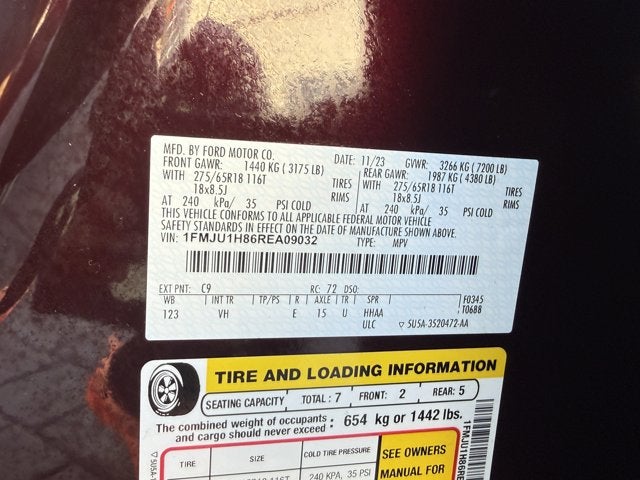 MFD. BY FORD MOTOR CO. DATE: 11/23 GVWR: 3266 KG (7200 LB)
FRONT GAWR: 1440 KG (3175 LB) REAR GAWR: 1987 KG (4380 LB)
WITH 275/65R18 116T TIRES WITH 275/65R18 116T TIRES
18x8.5J RIMS 18x8.5J RIMS
AT 240 kPa/ 35 PSI COLD AT 240 kPa/ 35 PSI COLD
THIS VEHICLE CONFORMS TO ALL APPLICABLE FEDERAL MOTOR VEHICLE
SAFETY STANDARDS IN EFFECT ON THE DATE OF MANUFACTURE SHOWN ABOVE.
VIN: 1FMJU1H86REA09032 TYPE: MPV
EXT PNT: C9 RC: 72 DSO:
WB INT TR TP/PS R AXLE TR SPR F0345
123 VH E 15 U HHAA T0688
ULC ▽ 5U5A-3520472-AA
TIRE AND LOADING INFORMATION
SEATING CAPACITY TOTAL: 7 FRONT: 2 REAR: 5
The combined weight of occupants and cargo should never exceed : 654 kg or 1442 lbs.
TIRE SIZE COLD TIRE PRESSURE SEE OWNERS
240 KPA, 35 PSI MANUAL FOR
1FMJU1H86RE